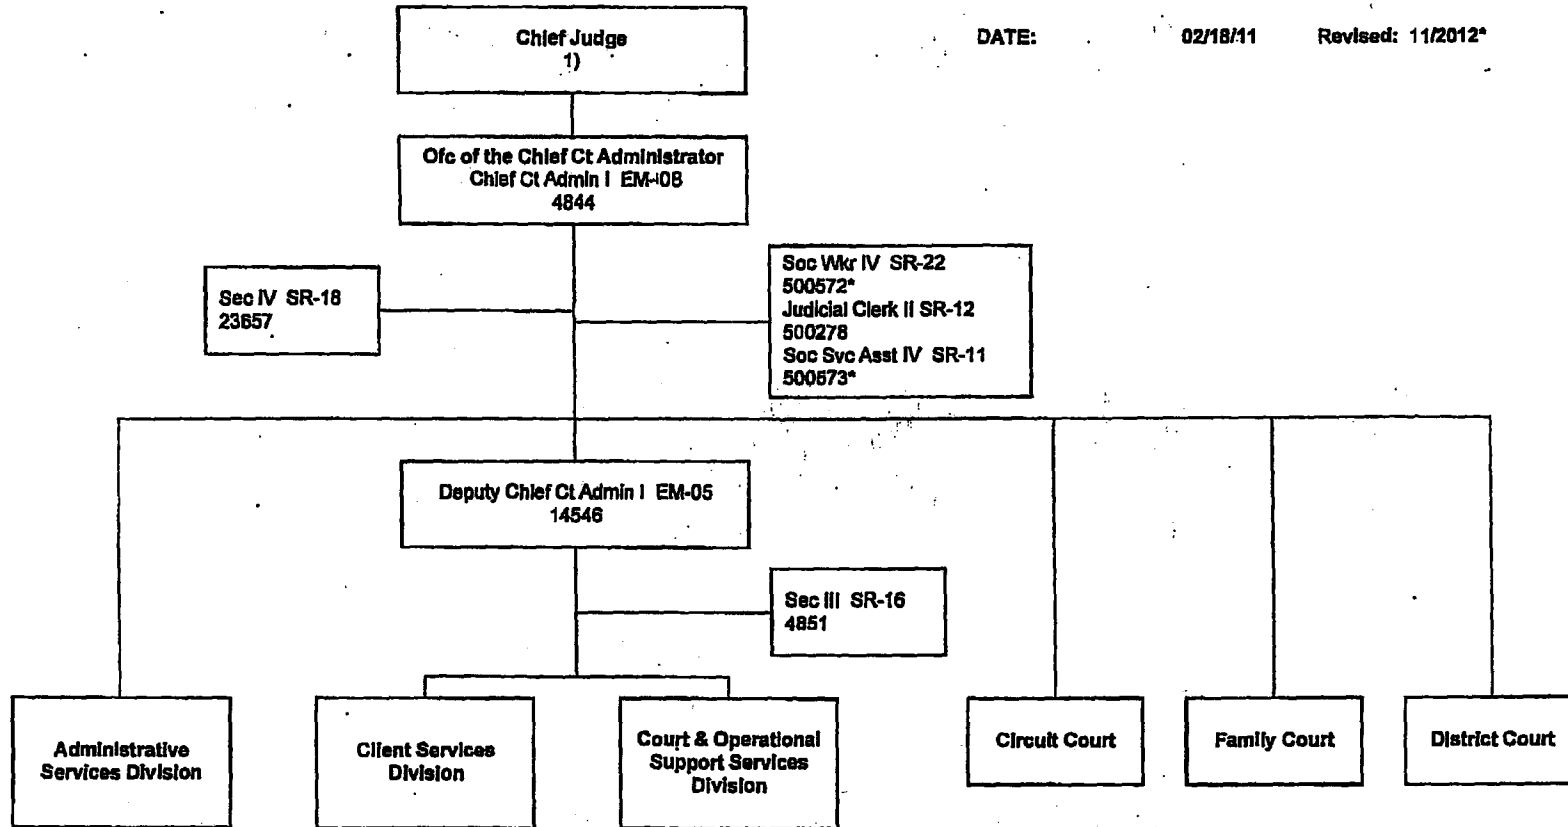 Chief Judge
1)
DATE: 02/18/11 Revised: 11/2012*
Ofc of the Chief Ct Administrator
Chief Ct Admin I EM-08
4844
Sec IV SR-18
23657
Soc Wkr IV SR-22
500572*
Judicial Clerk II SR-12
500278
Soc Svc Asst IV SR-11
500573*
Deputy Chief Ct Admin I EM-05
14546
Sec III SR-16
4851
Administrative
Services Division
Client Services
Division
Court & Operational
Support Services
Division
Circuit Court
Family Court
District Court